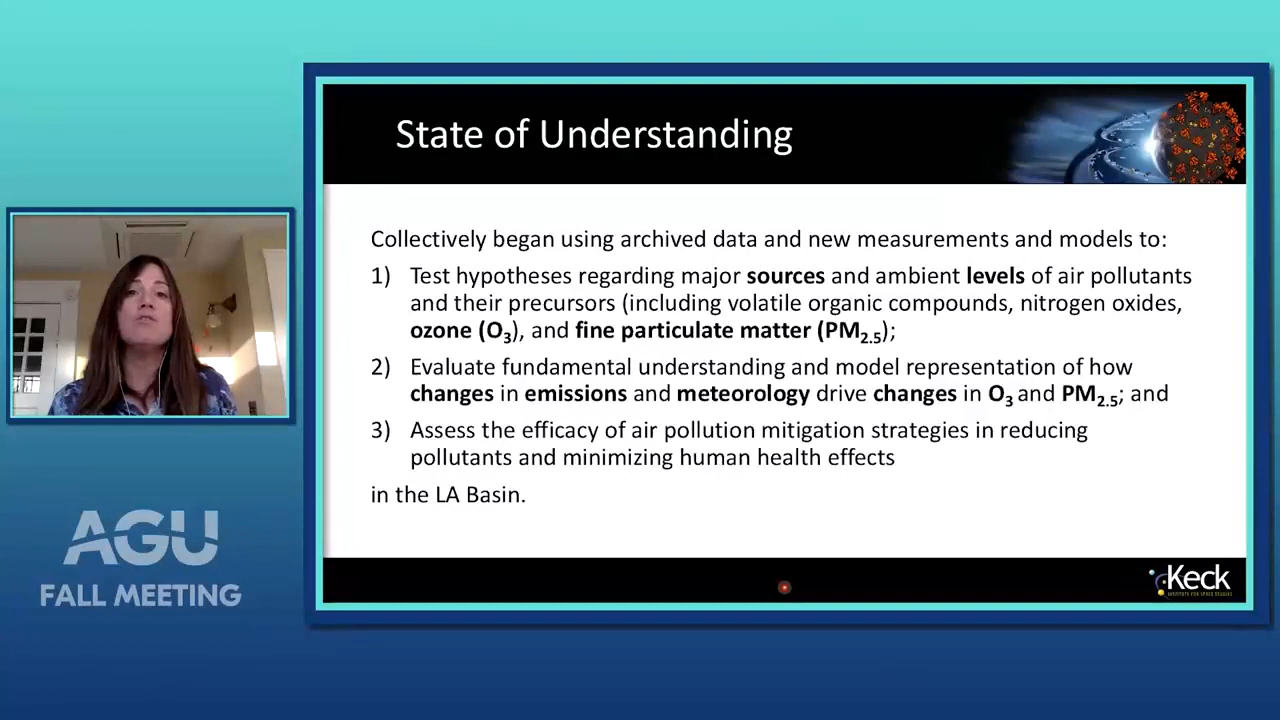 State of Understanding
Collectively began using archived data and new measurements and models to:
1) Test hypotheses regarding major sources and ambient levels of air pollutants
and their precursors (including volatile organic compounds, nitrogen oxides,
ozone (O3), and fine particulate matter (PM2.5);
2) Evaluate fundamental understanding and model representation of how
changes in emissions and meteorology drive changes in O3 and PM2.5; and
3) Assess the efficacy of air pollution mitigation strategies in reducing
pollutants and minimizing human health effects
in the LA Basin.
AGU
FALL MEETING
Keck
INSTITUTE FOR SPACE STUDIES